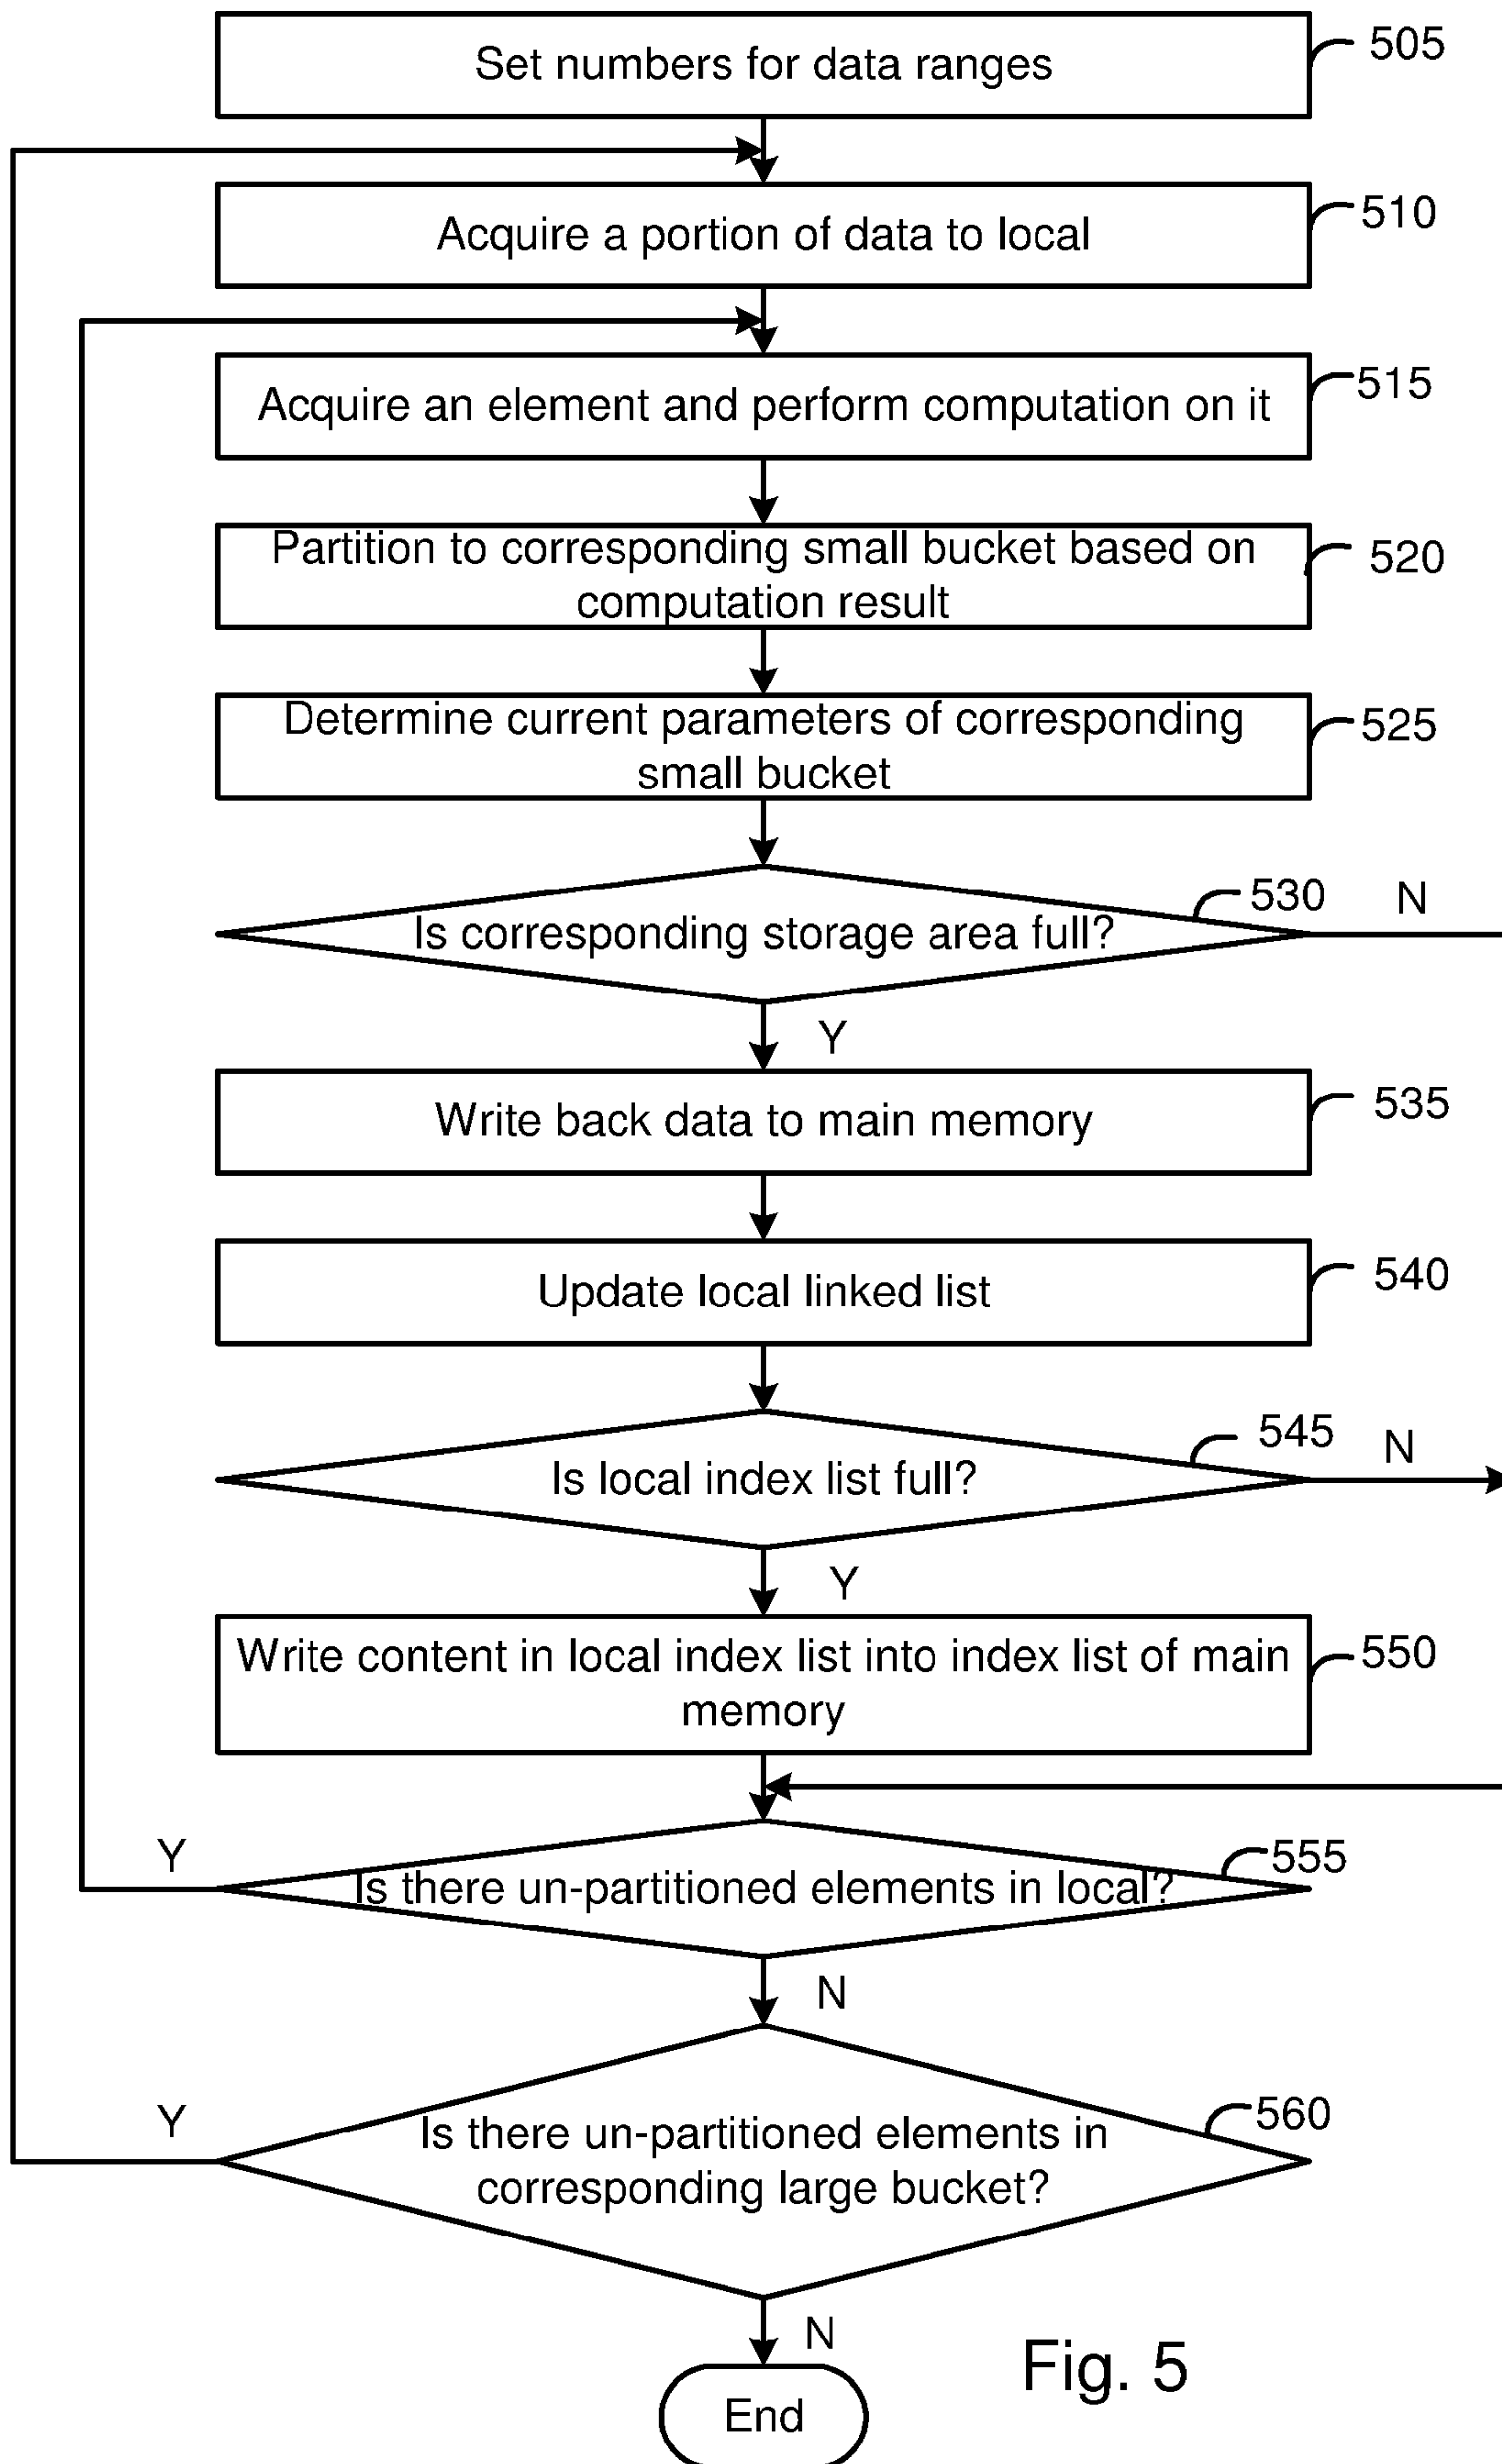 Set numbers for data ranges
505
Acquire a portion of data to local
510
Acquire an element and perform computation on it
515
Partition to corresponding small bucket based on
computation result
520
Determine current parameters of corresponding
small bucket
525
Is corresponding storage area full?
530
N
Y
Write back data to main memory
535
Update local linked list
540
Is local index list full?
545
N
Y
Write content in local index list into index list of main
memory
550
Y
Is there un-partitioned elements in local?
555
N
Y
Is there un-partitioned elements in
corresponding large bucket?
560
N
End
Fig. 5